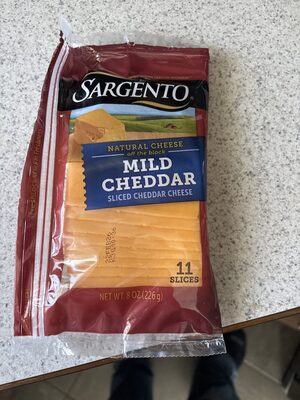 SARGENTO
NATURAL CHEESE
off the block
MILD
CHEDDAR
SLICED CHEDDAR CHEESE
11
SLICES
NET WT. 8 OZ (226g)